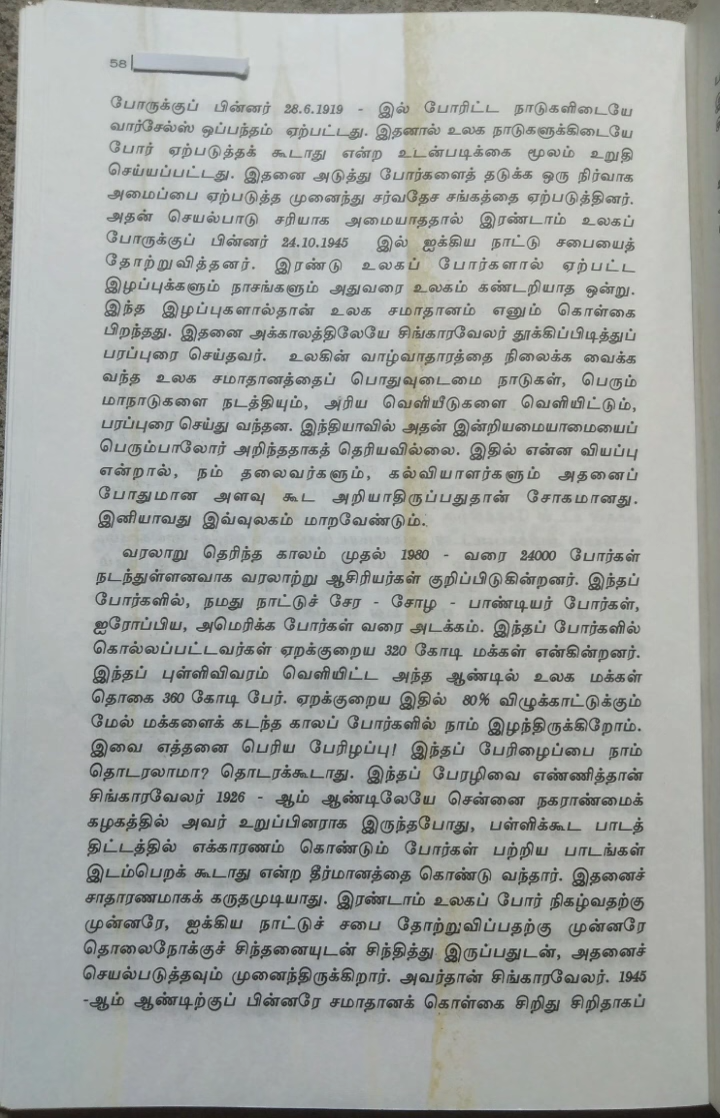 58
போருக்குப் பின்னர் 28.6.1919 - இல் போரிட்ட நாடுகளிடையே
வார்சேல்ஸ் ஒப்பந்தம் ஏற்பட்டது. இதனால் உலக நாடுகளுக்கிடையே
போர் ஏற்படுத்தக் கூடாது என்ற உடன்படிக்கை மூலம் உறுதி
செய்யப்பட்டது. இதனை அடுத்து போர்களைத் தடுக்க ஒரு நிர்வாக
அமைப்பை ஏற்படுத்த முனைந்து சர்வதேச சங்கத்தை ஏற்படுத்தினர்.
அதன் செயல்பாடு சரியாக அமையாததால் இரண்டாம் உலகப்
போருக்குப் பின்னர் 24.10.1945 இல் ஐக்கிய நாட்டு சபையைத்
தோற்றுவித்தனர். இரண்டு உலகப் போர்களால் ஏற்பட்ட
இழப்புக்களும் நாசங்களும் அதுவரை உலகம் கண்டறியாத ஒன்று.
இந்த இழப்புகளால்தான் உலக சமாதானம் எனும் கொள்கை
பிறந்தது. இதனை அக்காலத்திலேயே சிங்காரவேலர் தூக்கிப்பிடித்துப்
பரப்புரை செய்தவர். உலகின் வாழ்வாதாரத்தை நிலைக்க வைக்க
வந்த உலக சமாதானத்தைப் பொதுவுடைமை நாடுகள், பெரும்
மாநாடுகளை நடத்தியும், அரிய வெளியீடுகளை வெளியிட்டும்,
பரப்புரை செய்து வந்தன. இந்தியாவில் அதன் இன்றியமையாமையைப்
பெரும்பாலோர் அறிந்ததாகத் தெரியவில்லை. இதில் என்ன வியப்பு
என்றால், நம் தலைவர்களும், கல்வியாளர்களும் அதனைப்
போதுமான அளவு கூட அறியாதிருப்பதுதான் சோகமானது.
இனியாவது இவ்வுலகம் மாறவேண்டும்.
வரலாறு தெரிந்த காலம் முதல் 1980 - வரை 24000 போர்கள்
நடந்துள்ளனவாக வரலாற்று ஆசிரியர்கள் குறிப்பிடுகின்றனர். இந்தப்
போர்களில், நமது நாட்டுச் சேர - சோழ - பாண்டியர் போர்கள்,
ஐரோப்பிய, அமெரிக்க போர்கள் வரை அடக்கம். இந்தப் போர்களில்
கொல்லப்பட்டவர்கள் ஏறக்குறைய 320 கோடி மக்கள் என்கின்றனர்.
இந்தப் புள்ளிவிவரம் வெளியிட்ட அந்த ஆண்டில் உலக மக்கள்
தொகை 360 கோடி பேர். ஏறக்குறைய இதில் 80% விழுக்காட்டுக்கும்
மேல் மக்களைக் கடந்த காலப் போர்களில் நாம் இழந்திருக்கிறோம்.
இவை எத்தனை பெரிய பேரிழப்பு! இந்தப் பேரிழைப்பை நாம்
தொடரலாமா? தொடரக்கூடாது. இந்தப் பேரழிவை எண்ணித்தான்
சிங்காரவேலர் 1926 - ஆம் ஆண்டிலேயே சென்னை நகராண்மைக்
கழகத்தில் அவர் உறுப்பினராக இருந்தபோது, பள்ளிக்கூட பாடத்
திட்டத்தில் எக்காரணம் கொண்டும் போர்கள் பற்றிய பாடங்கள்
இடம்பெறக் கூடாது என்ற தீர்மானத்தை கொண்டு வந்தார். இதனைச்
சாதாரணமாகக் கருதமுடியாது. இரண்டாம் உலகப் போர் நிகழ்வதற்கு
முன்னரே, ஐக்கிய நாட்டுச் சபை தோற்றுவிப்பதற்கு முன்னரே
தொலைநோக்குச் சிந்தனையுடன் சிந்தித்து இருப்பதுடன், அதனைச்
செயல்படுத்தவும் முனைந்திருக்கிறார். அவர்தான் சிங்காரவேலர். 1945
-ஆம் ஆண்டிற்குப் பின்னரே சமாதானக் கொள்கை சிறிது சிறிதாகப்